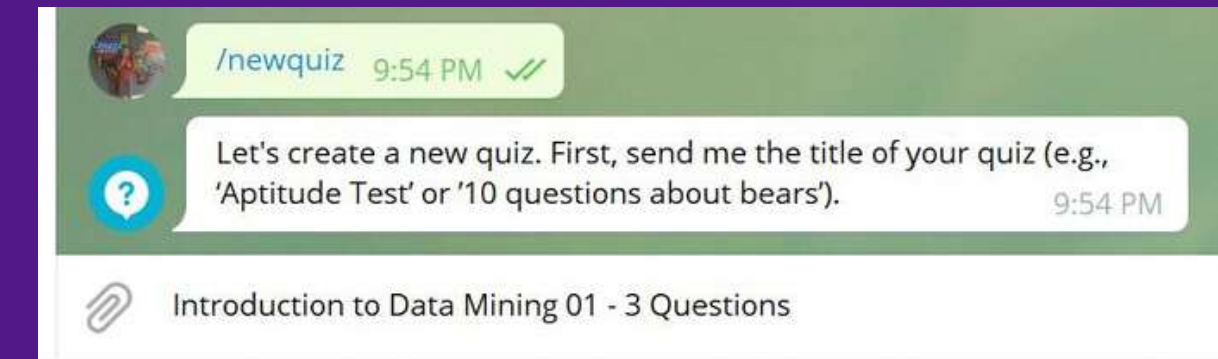 /newquiz 9:54 PM
Let's create a new quiz. First, send me the title of your quiz (e.g.,
‘Aptitude Test’ or ’10 questions about bears’).
9:54 PM
Introduction to Data Mining 01 - 3 Questions